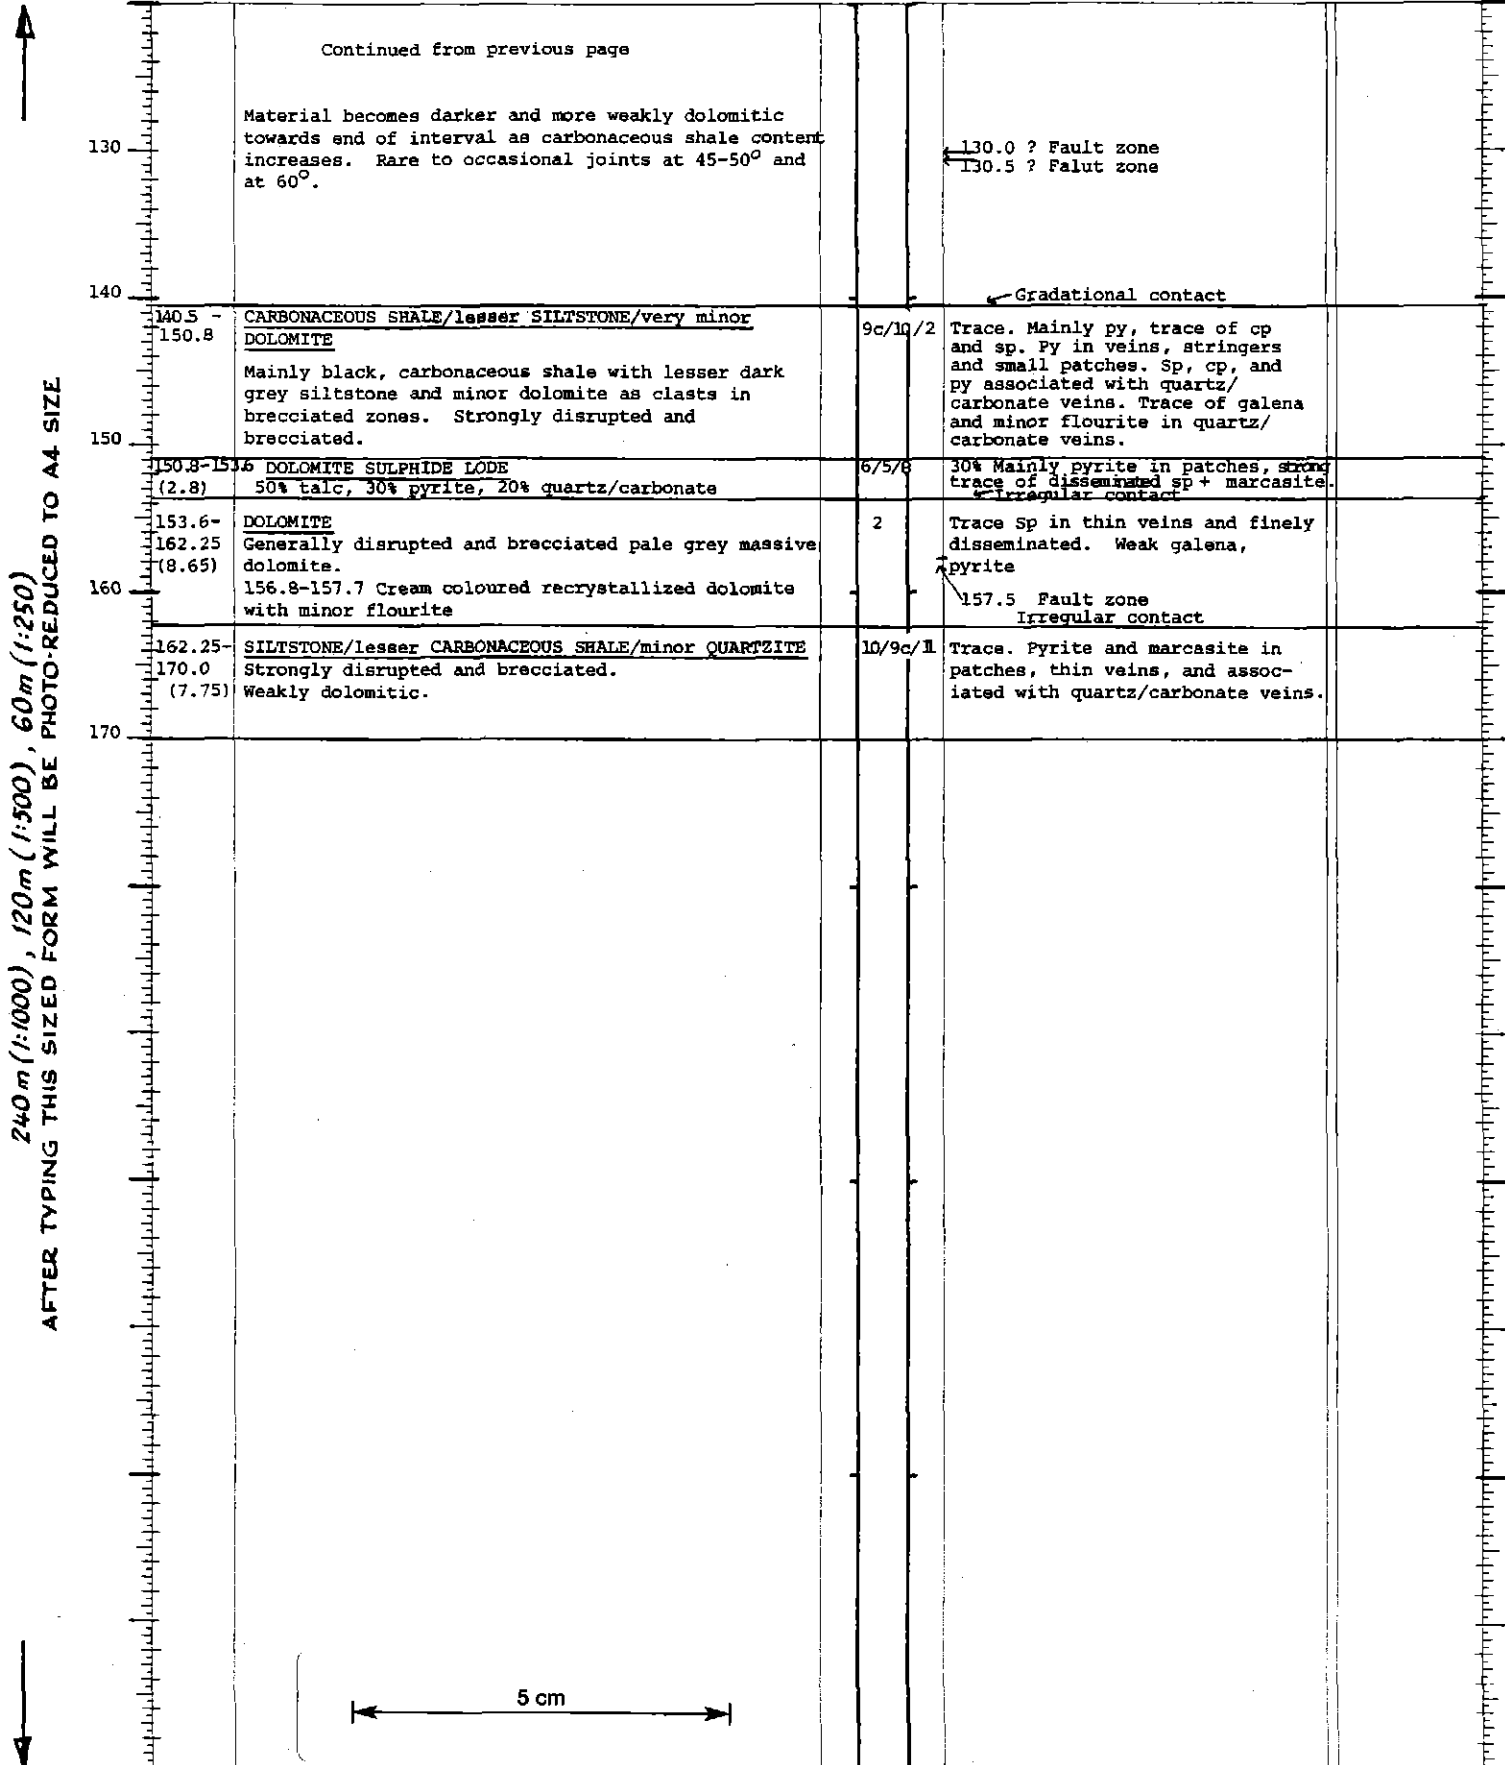 240m (1:1000), 120m (1:500), 60m (1:250)
AFTER TYPING THIS SIZED FORM WILL BE PHOTO-REDUCED TO A4 SIZE
Continued from previous page
Material becomes darker and more weakly dolomitic
towards end of interval as carbonaceous shale content
increases. Rare to occasional joints at 45-50° and
at 60°.
130
130.0 ? Fault zone
130.5 ? Falut zone
140
Gradational contact
140.5 -
150.8
CARBONACEOUS SHALE/lesser SILTSTONE/very minor
DOLOMITE
Mainly black, carbonaceous shale with lesser dark
grey siltstone and minor dolomite as clasts in
brecciated zones. Strongly disrupted and
brecciated.
9c/10/2
Trace. Mainly py, trace of cp
and sp. Py in veins, stringers
and small patches. Sp, cp, and
py associated with quartz/
carbonate veins. Trace of galena
and minor flourite in quartz/
carbonate veins.
150
150.8-153.6 DOLOMITE SULPHIDE LODE
(2.8) 50% talc, 30% pyrite, 20% quartz/carbonate
6/5/8
30% Mainly pyrite in patches, strong
trace of disseminated sp + marcasite.
Irregular contact
153.6-
162.25
(8.65)
DOLOMITE
Generally disrupted and brecciated pale grey massive
dolomite.
156.8-157.7 Cream coloured recrystallized dolomite
with minor flourite
2
Trace Sp in thin veins and finely
disseminated. Weak galena,
pyrite
160
157.5 Fault zone
Irregular contact
162.25-
170.0
(7.75)
SILTSTONE/lesser CARBONACEOUS SHALE/minor QUARTZITE
Strongly disrupted and brecciated.
Weakly dolomitic.
10/9c/11
Trace. Pyrite and marcasite in
patches, thin veins, and assoc-
iated with quartz/carbonate veins.
170
5 cm